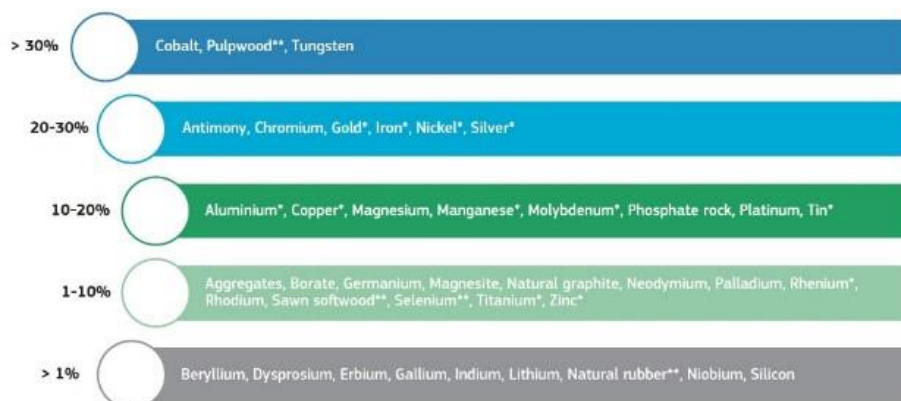 > 30%
Cobalt, Pulpwood**, Tungsten
20-30%
Antimony, Chromium, Gold*, Iron*, Nickel*, Silver*
10-20%
Aluminium*, Copper*, Magnesium, Manganese*, Molybdenum*, Phosphate rock, Platinum, Tin*
1-10%
Aggregates, Borate, Germanium, Magnesite, Natural graphite, Neodymium, Palladium, Rhenium*,
Rhodium, Sawn softwood**, Selenium**, Titanium*, Zinc*
> 1%
Beryllium, Dysprosium, Erbium, Gallium, Indium, Lithium, Natural rubber**, Niobium, Silicon